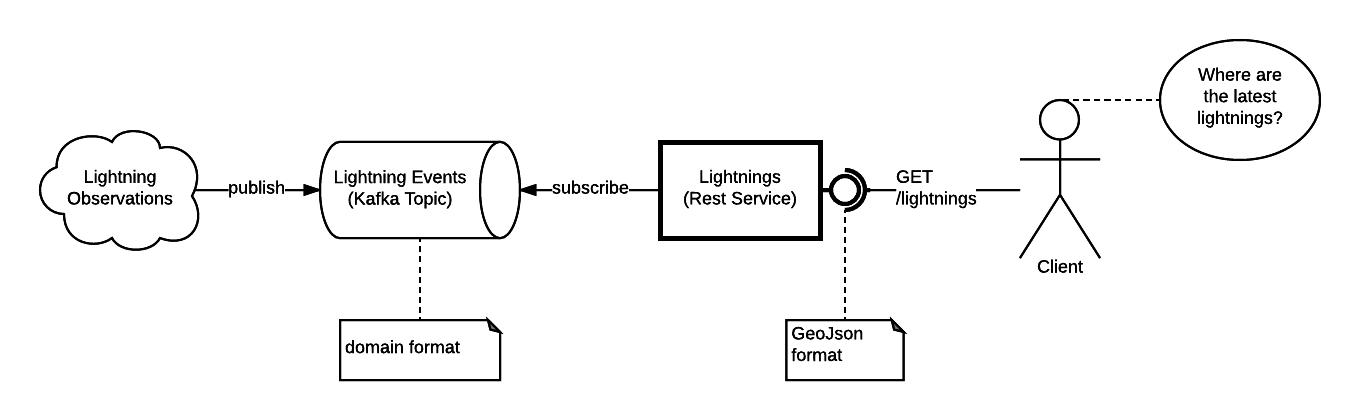 Where are
the latest
lightnings?
Lightning
Observations
publish
Lightning Events
(Kafka Topic)
subscribe
Lightnings
(Rest Service)
GET
/lightnings
Client
domain format
GeoJson
format